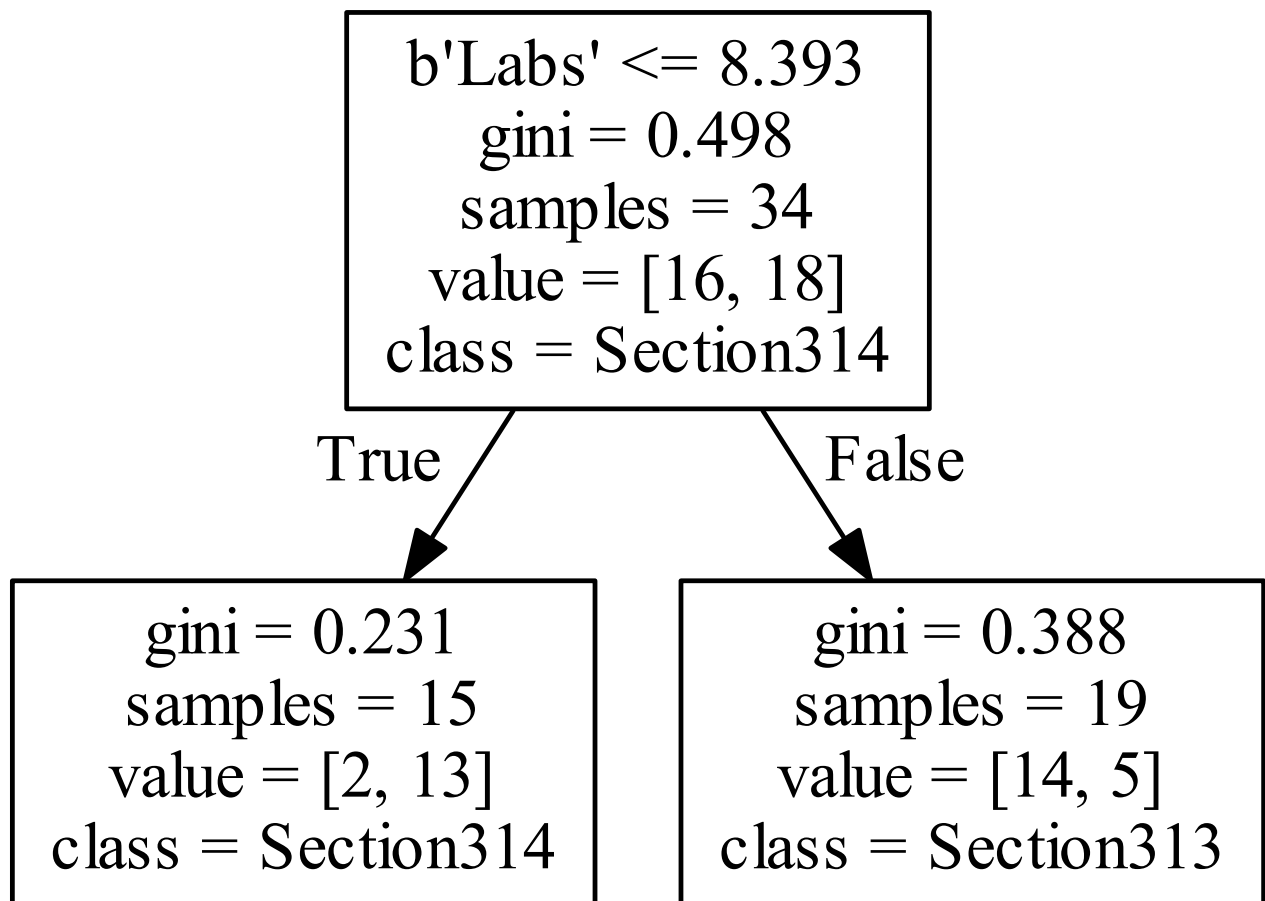 b'Labs' <= 8.393
gini = 0.498
samples = 34
value = [16, 18]
class = Section314
True
False
gini = 0.231
samples = 15
value = [2, 13]
class = Section314
gini = 0.388
samples = 19
value = [14, 5]
class = Section313